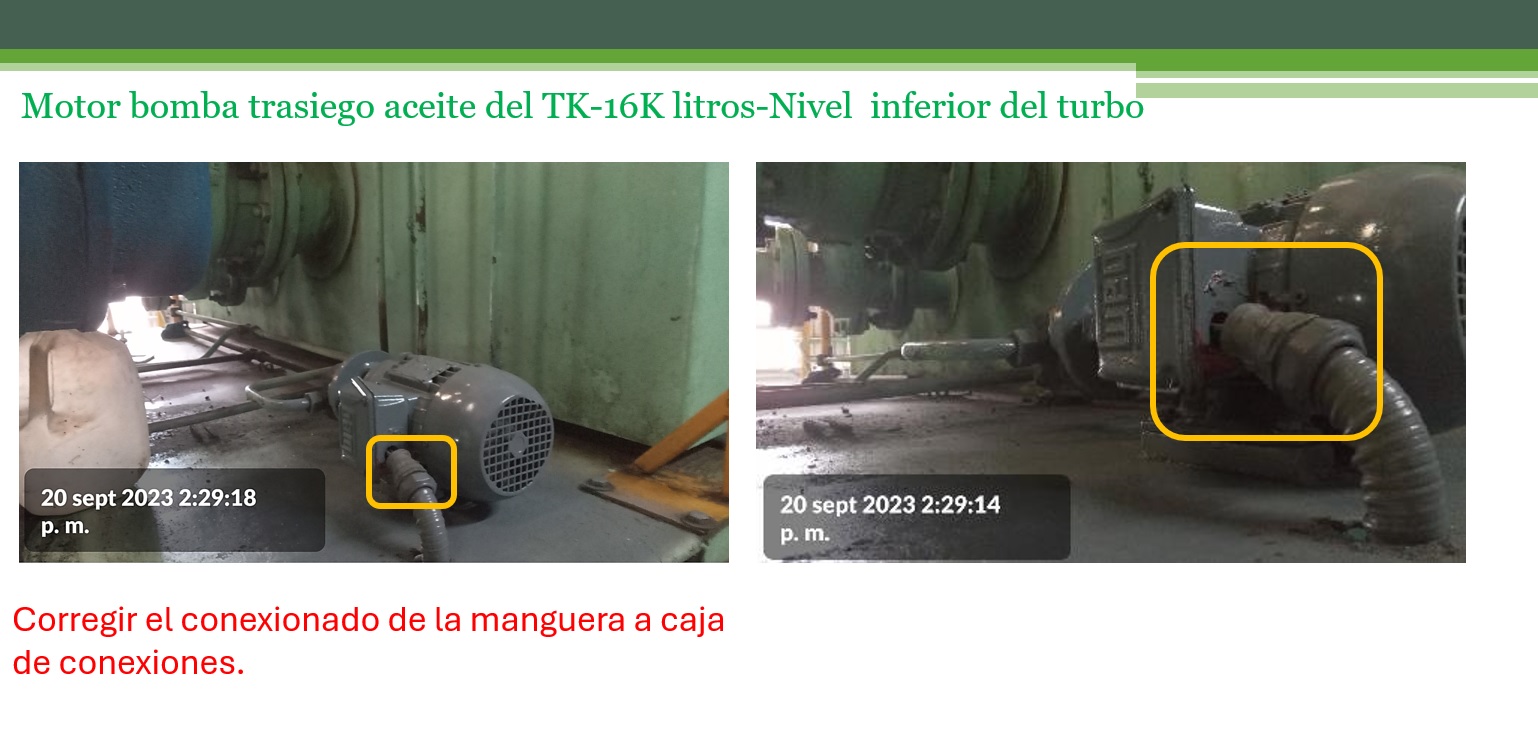 Motor bomba trasiego aceite del TK-16K litros-Nivel  inferior del turbo
20 sept 2023 2:29:18
p. m.
20 sept 2023 2:29:14
p. m.
Corregir el conexionado de la manguera a caja
de conexiones.